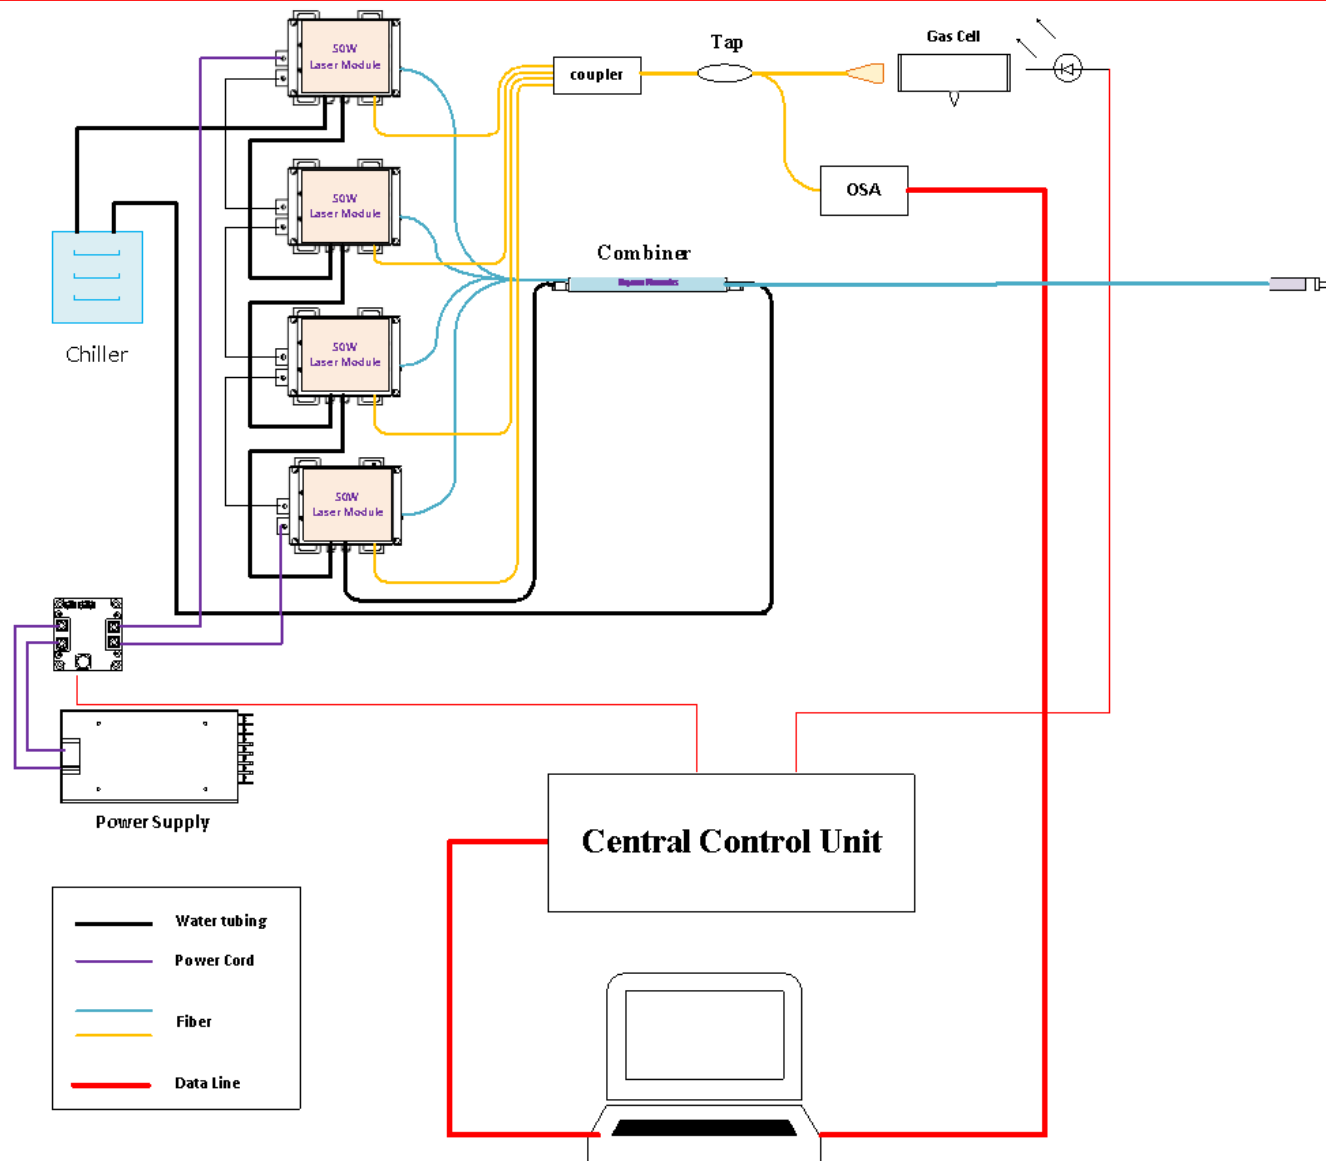 50W
Laser Module
Tap
Gas Cell
coupler
50W
Laser Module
OSA
Combiner
Chiller
50W
Laser Module
50W
Laser Module
Power Supply
Central Control Unit
Water tubing
Power Cord
Fiber
Data Line